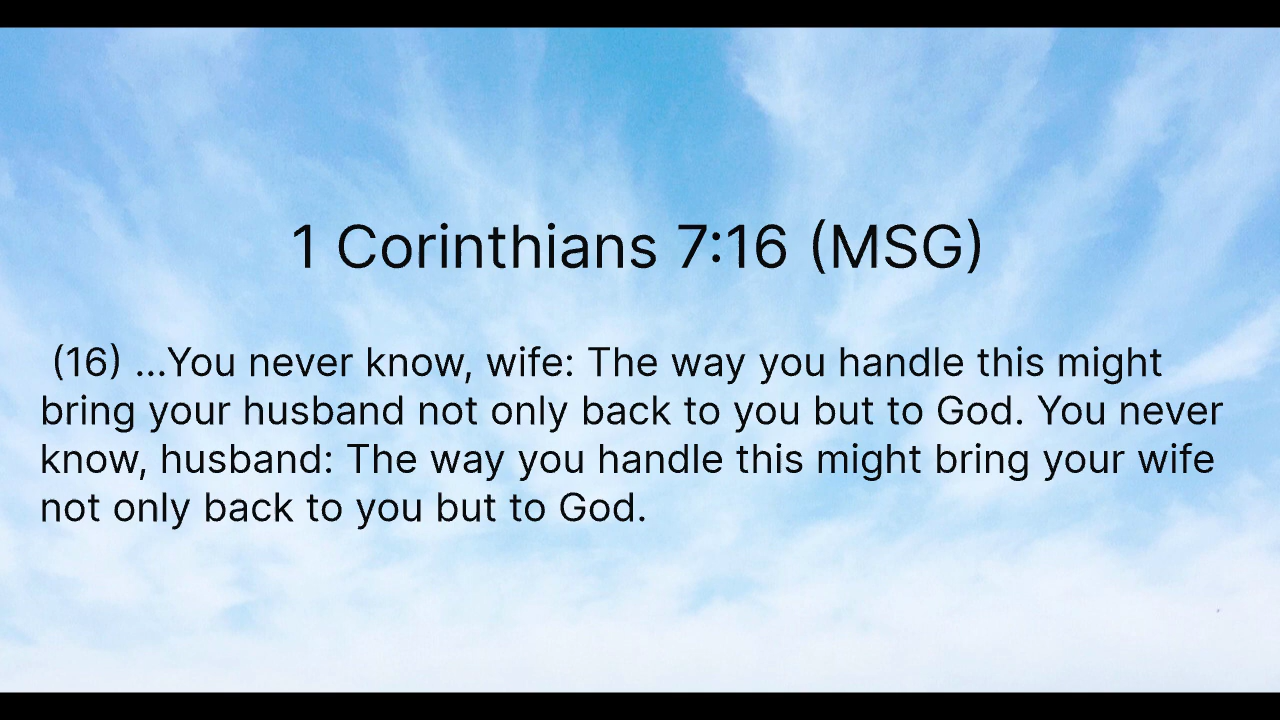 1 Corinthians 7:16 (MSG)
(16) ...You never know, wife: The way you handle this might
bring your husband not only back to you but to God. You never
know, husband: The way you handle this might bring your wife
not only back to you but to God.